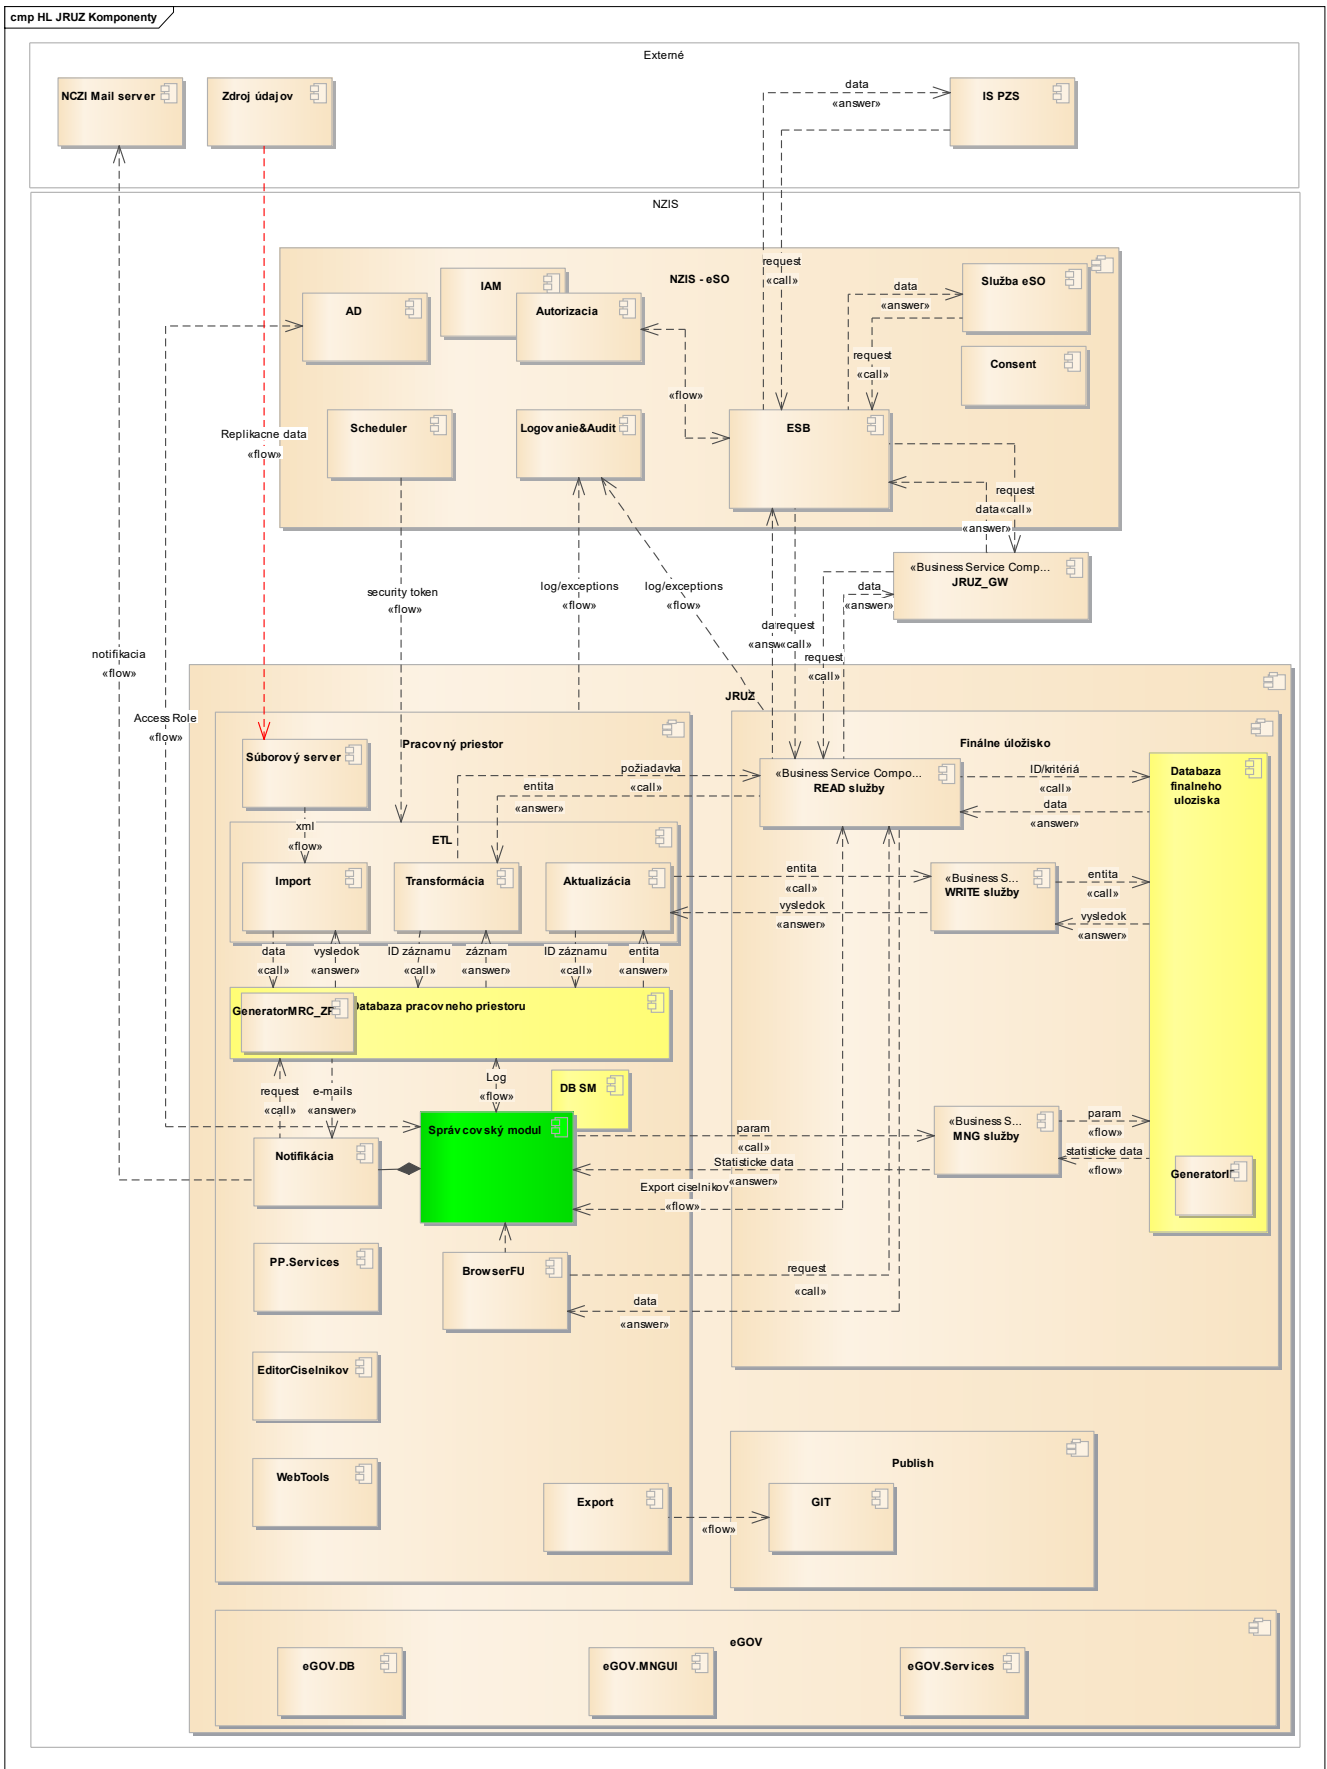 cmp HL JRUZ Komponenty
Externé
NCZI Mail server
Zdroj údajov
data
«answer»
IS PZS
NZIS
NZIS - eSO
request
«call»
IAM
AD
Autorizacia
data
«answer»
Služba eSO
request
«call»
Consent
«flow»
Scheduler
Logovanie&Audit
ESB
Replikacne data
«flow»
request
data«call»
«answer»
«Business Service Comp...
JRUZ_GW
security token
«flow»
log/exceptions
«flow»
log/exceptions
«flow»
data
«answer»
request
«call»
request
«call»
notifikacia
«flow»
Access Role
«flow»
JRUZ
Pracovný priestor
Finálne úložisko
Súborový server
požiadavka
«call»
entita
«answer»
«Business Service Compo...
READ služby
ID/kritériá
«call»
data
«answer»
Databaza
finalneho
uloziska
xml
«flow»
ETL
Import
Transformácia
Aktualizácia
entita
«call»
vysledok
«answer»
«Business S...
WRITE služby
entita
«call»
vysledok
«answer»
data
«call»
vysledok
«answer»
ID záznamu
«call»
záznam
«answer»
ID záznamu
«call»
entita
«answer»
Databaza pracovneho priestoru
request
«call»
e-mails
«answer»
Log
«flow»
DB SM
Správcovský modul
Notifikácia
param
«call»
Statisticke data
«answer»
Export ciselnikov
«flow»
«Business S...
MNG služby
param
«flow»
statisticke data
«flow»
PP.Services
BrowserFU
request
«call»
data
«answer»
EditorCiselnikov
WebTools
Export
«flow»
Publish
GIT
eGOV
eGOV.DB
eGOV.MNGUI
eGOV.Services